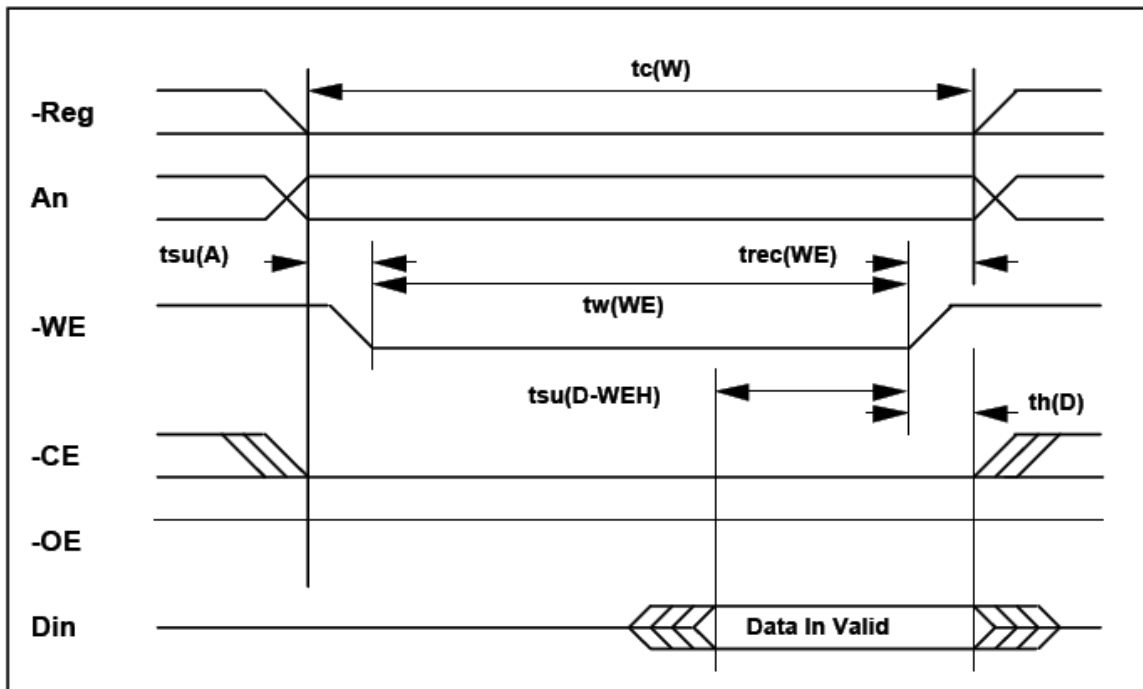 tc(W)
-Reg
An
tsu(A)
trec(WE)
tw(WE)
-WE
tsu(D-WEH)
th(D)
-CE
-OE
Din
Data In Valid